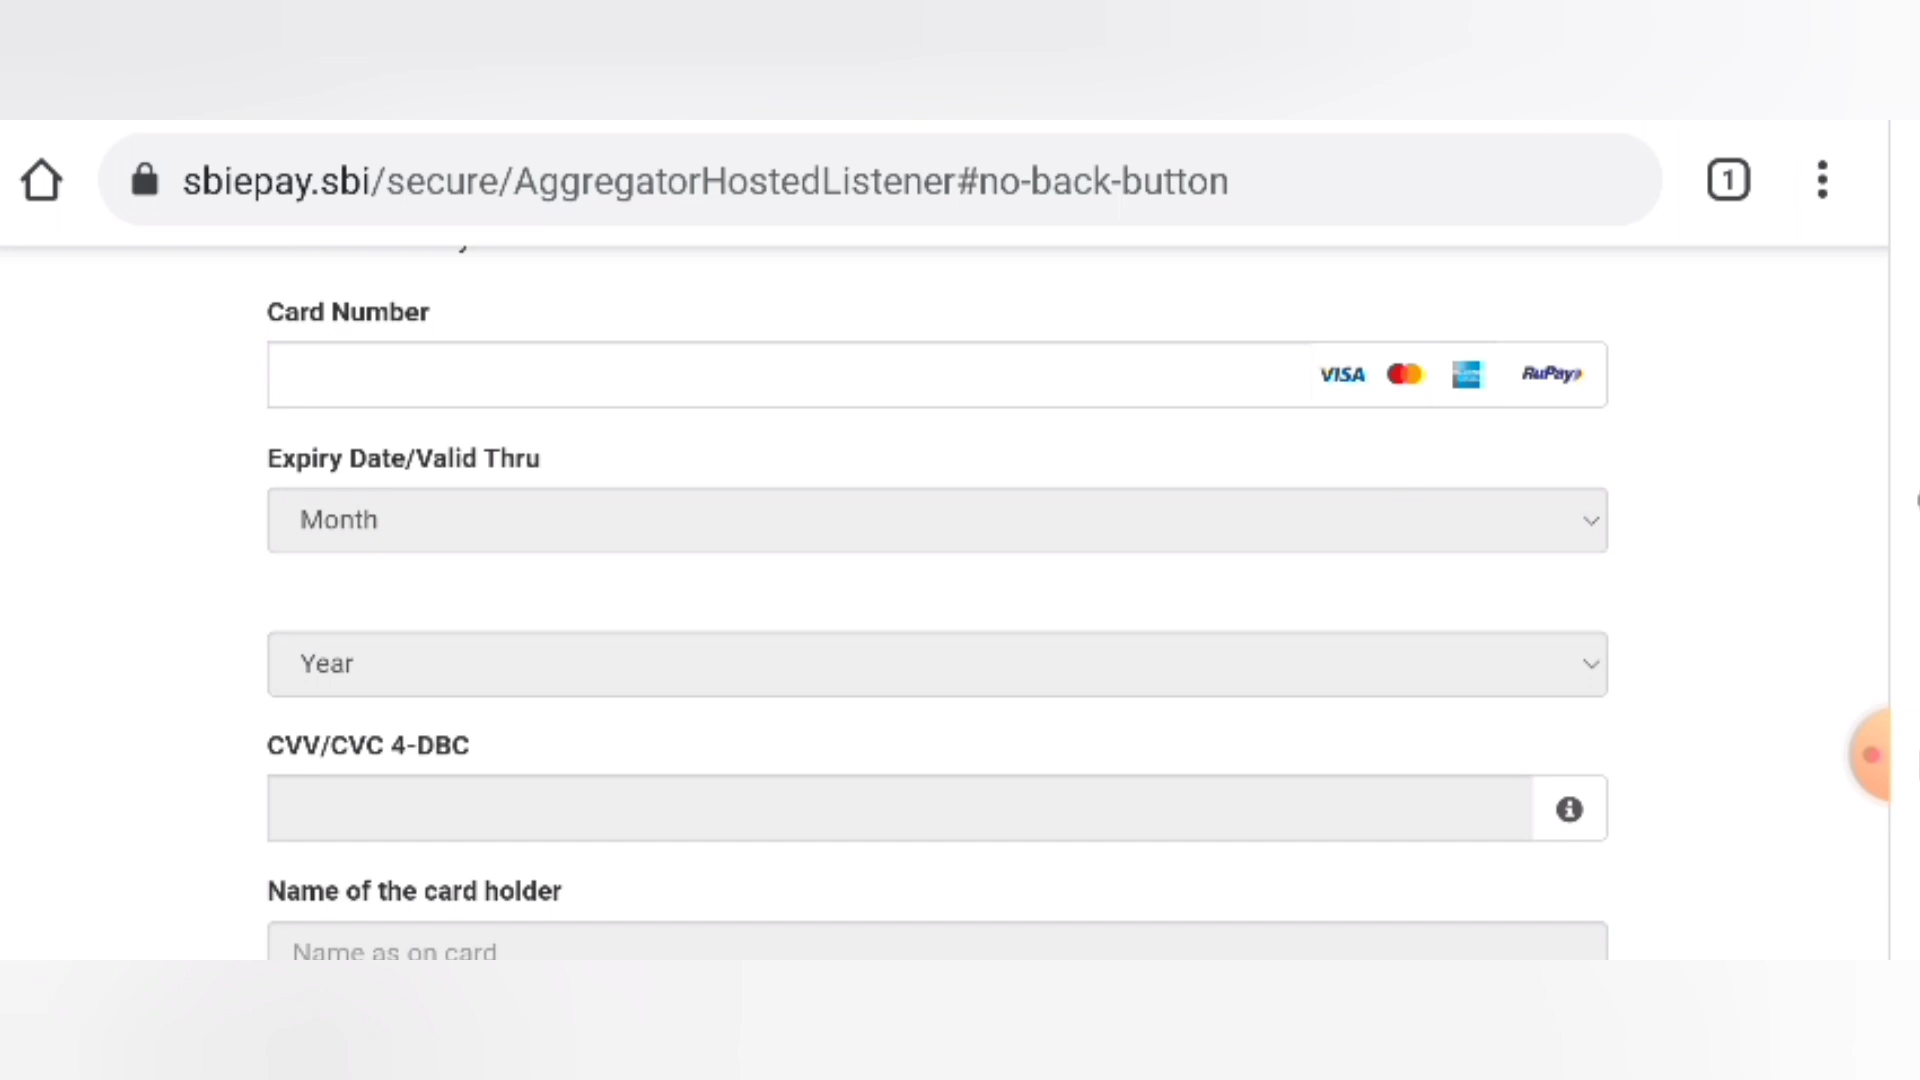 sbiepay.sbi/secure/AggregatorHostedListener#no-back-button
1
Card Number
VISA
RuPay
Expiry Date/Valid Thru
Month
Year
CVV/CVC 4-DBC
Name of the card holder
Name as on card